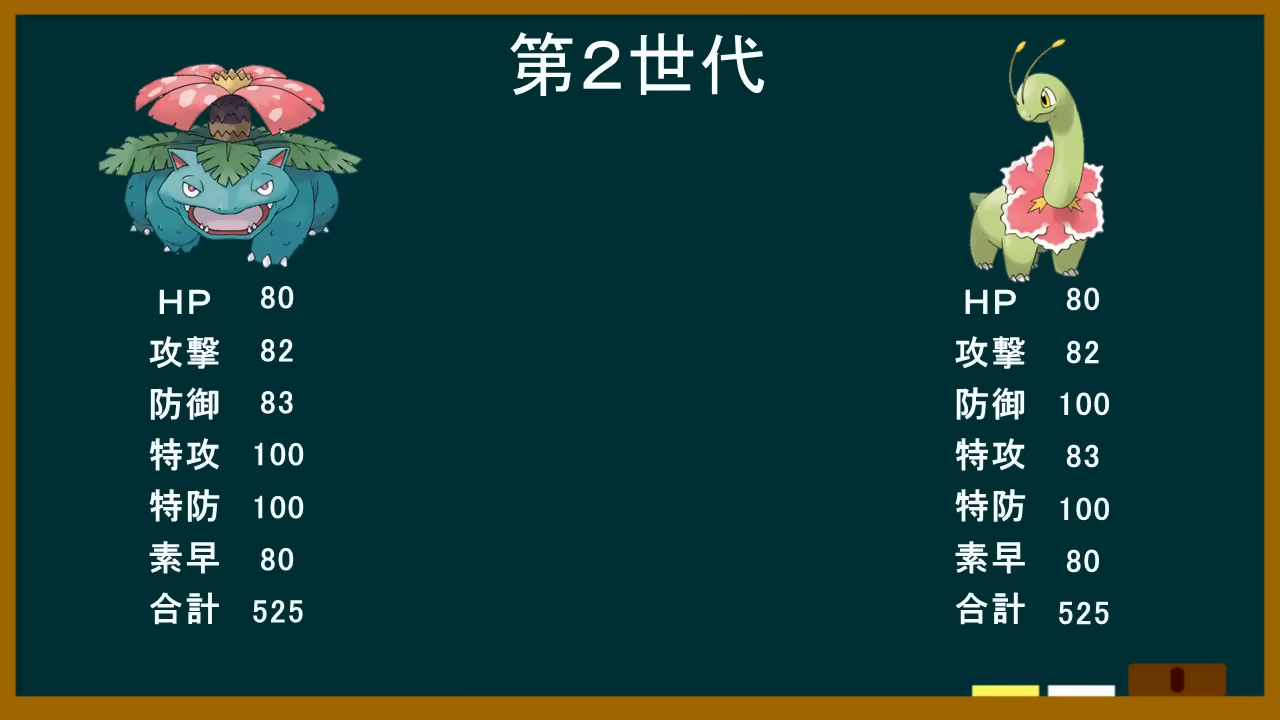 第２世代
HP 80
攻撃 82
防御 83
特攻 100
特防 100
素早 80
合計 525
HP 80
攻撃 82
防御 100
特攻 83
特防 100
素早 80
合計 525